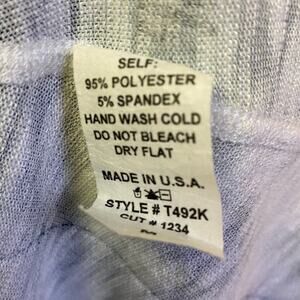 SELF:
95% POLYESTER
5% SPANDEX
HAND WASH COLD
DO NOT BLEACH
DRY FLAT
MADE IN U.S.A.
STYLE # T492K
CUT # 1234